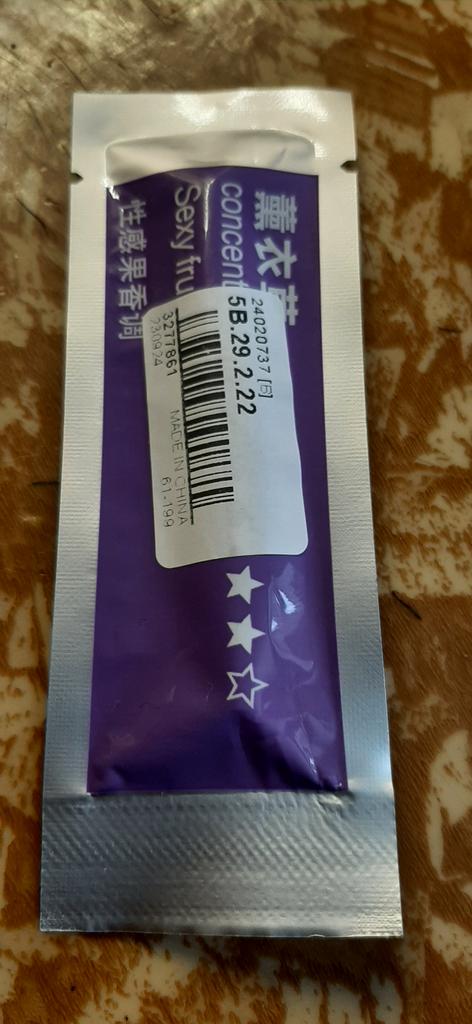 薰衣草
concent
Sexy fru
性感果香调
24020737 [B]
5B.29.2.22
3277861
230924
MADE IN CHINA
61-199